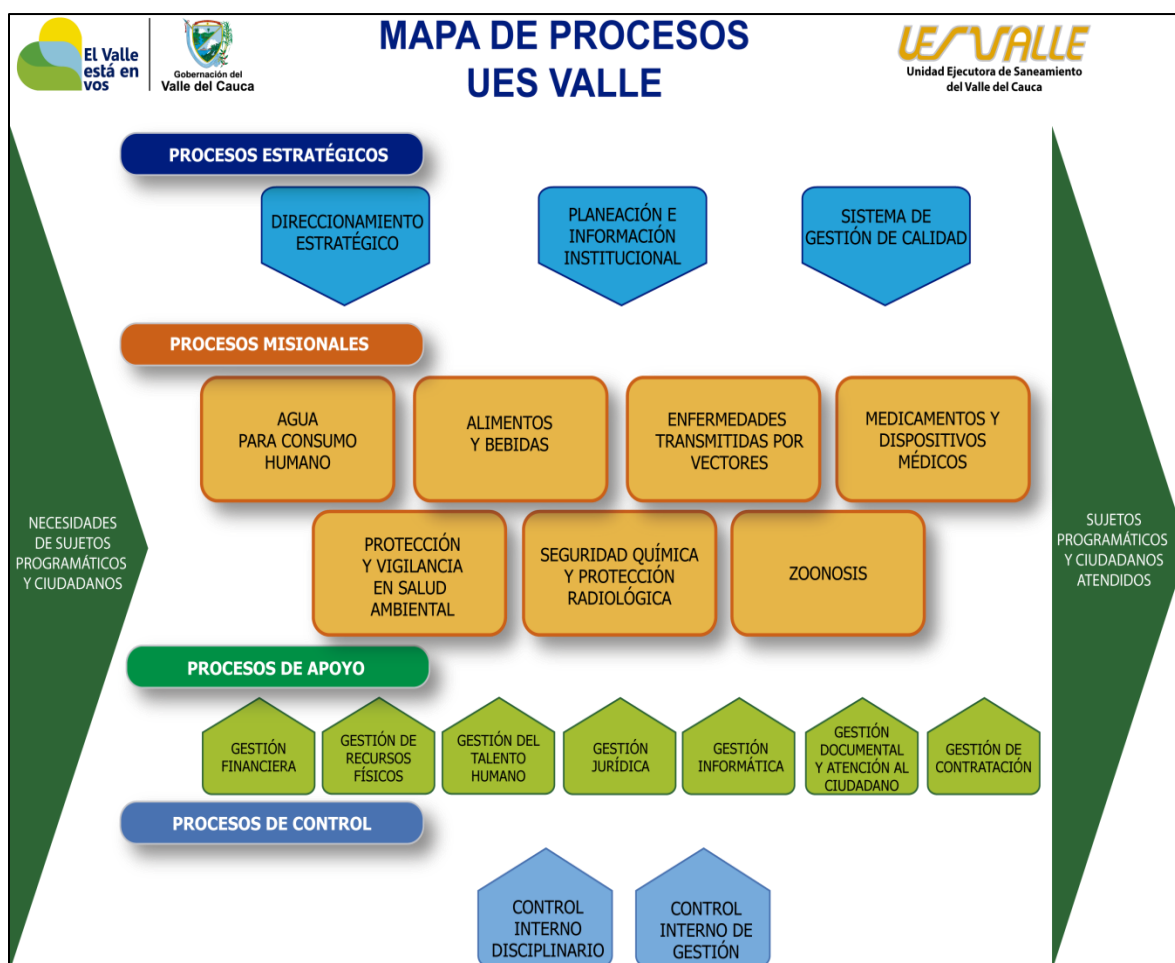 El Valle
está en
vos
Gobernación del
Valle del Cauca
MAPA DE PROCESOS
UES VALLE
UESVALLE
Unidad Ejecutora de Saneamiento
del Valle del Cauca
PROCESOS ESTRATÉGICOS
DIRECCIONAMIENTO
ESTRATÉGICO
PLANEACIÓN E
INFORMACIÓN
INSTITUCIONAL
SISTEMA DE
GESTIÓN DE CALIDAD
PROCESOS MISIONALES
AGUA
PARA CONSUMO
HUMANO
ALIMENTOS
Y BEBIDAS
ENFERMEDADES
TRANSMITIDAS POR
VECTORES
MEDICAMENTOS Y
DISPOSITIVOS
MÉDICOS
NECESIDADES
DE SUJETOS
PROGRAMÁTICOS
Y CIUDADANOS
PROTECCIÓN
Y VIGILANCIA
EN SALUD
AMBIENTAL
SEGURIDAD QUÍMICA
Y PROTECCIÓN
RADIOLÓGICA
ZOONOSIS
SUJETOS
PROGRAMÁTICOS
Y CIUDADANOS
ATENDIDOS
PROCESOS DE APOYO
GESTIÓN
FINANCIERA
GESTIÓN DE
RECURSOS
FÍSICOS
GESTIÓN DEL
TALENTO
HUMANO
GESTIÓN
JURÍDICA
GESTIÓN
INFORMÁTICA
GESTIÓN
DOCUMENTAL
Y ATENCIÓN AL
CIUDADANO
GESTIÓN DE
CONTRATACIÓN
PROCESOS DE CONTROL
CONTROL
INTERNO
DISCIPLINARIO
CONTROL
INTERNO DE
GESTIÓN